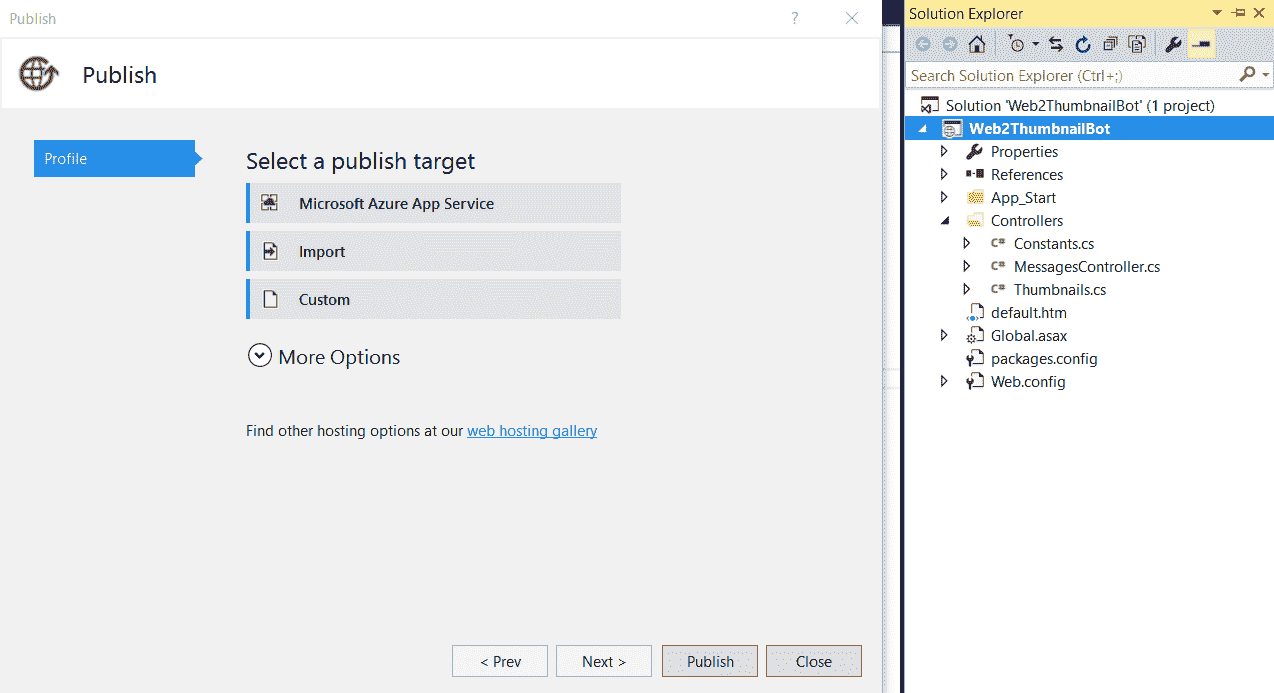 Publish
?
Publish
Profile
Select a publish target
Microsoft Azure App Service
Import
Custom
More Options
Find other hosting options at our web hosting gallery
< Prev
Next >
Publish
Close
Solution Explorer
Search Solution Explorer (Ctrl+;)
Solution 'Web2ThumbnailBot' (1 project)
Web2ThumbnailBot
Properties
References
App_Start
Controllers
C# Constants.cs
C# MessagesController.cs
C# Thumbnails.cs
default.htm
Global.asax
packages.config
Web.config